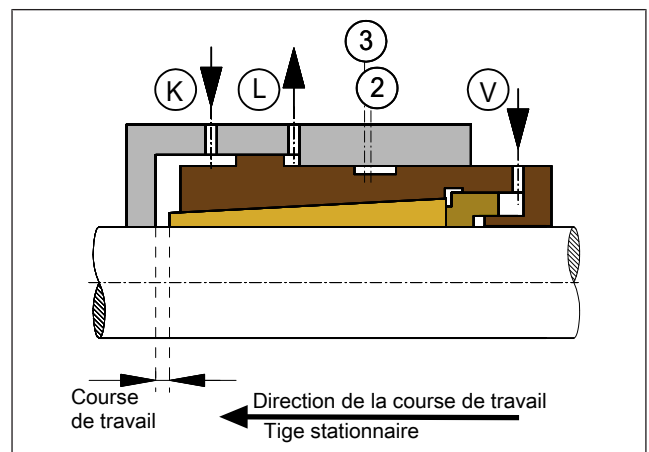 3
K
L
2
V
Course
de travail
Direction de la course de travail
Tige stationnaire